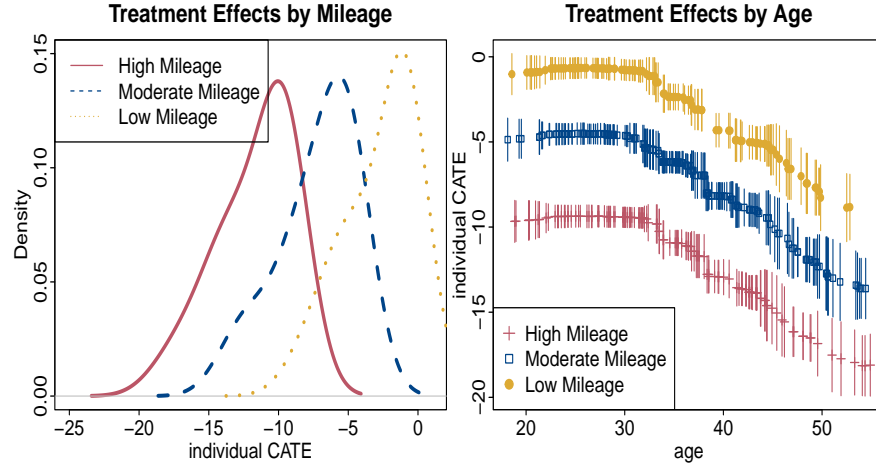 Treatment Effects by Mileage
High Mileage
Moderate Mileage
Low Mileage
Density
0.15
0.10
0.05
0.00
−25 −20 −15 −10 −5 0
individual CATE
Treatment Effects by Age
individual CATE
0
−5
−10
−15
−20
High Mileage
Moderate Mileage
Low Mileage
20 30 40 50
age